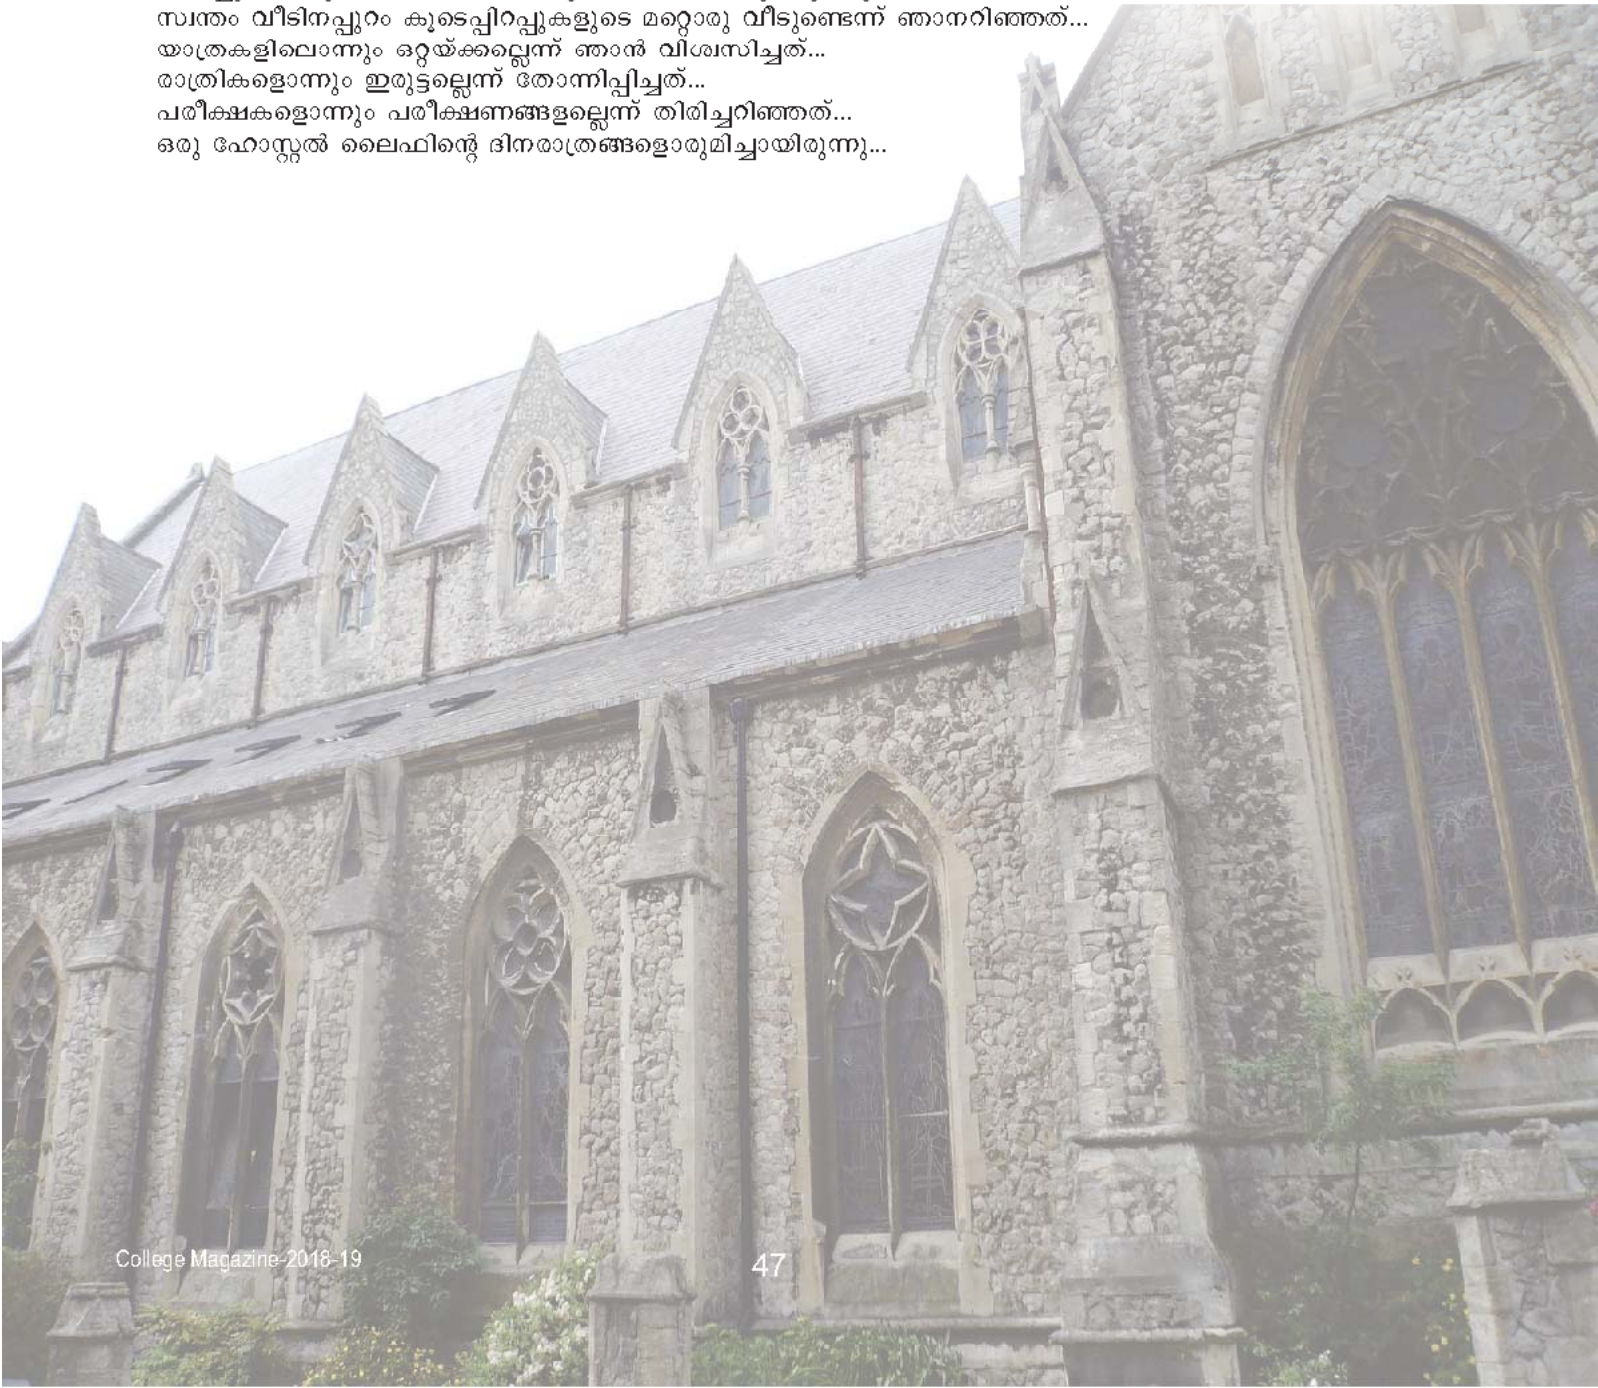 സ്വന്തം വീടിനപ്പുറം കൂടെപ്പിറപ്പുകളുടെ മറ്റൊരു വീടുണ്ടെന്ന് ഞാനറിഞ്ഞത്...
യാത്രകളിലൊന്നും ഒറ്റയ്ക്കല്ലെന്ന് ഞാൻ വിശ്വസിച്ചത്...
രാത്രികളൊന്നും ഇരുട്ടല്ലെന്ന് തോന്നിപ്പിച്ചത്...
പരീക്ഷകളൊന്നും പരീക്ഷണങ്ങളല്ലെന്ന് തിരിച്ചറിഞ്ഞത്...
ഒരു ഹോസ്റ്റൽ ലൈഫിന്റെ ദിനരാത്രങ്ങളൊരുമിച്ചായിരുന്നു...
College Magazine-2018-19
47